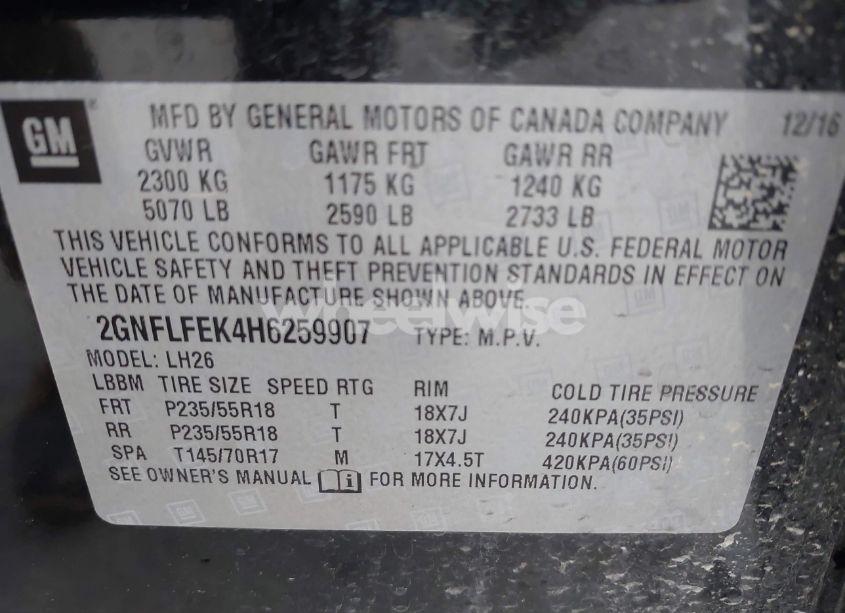 GM
MFD BY GENERAL MOTORS OF CANADA COMPANY 12/16
GVWR GAWR FRT GAWR RR
2300 KG 1175 KG 1240 KG
5070 LB 2590 LB 2733 LB
THIS VEHICLE CONFORMS TO ALL APPLICABLE U.S. FEDERAL MOTOR
VEHICLE SAFETY AND THEFT PREVENTION STANDARDS IN EFFECT ON
THE DATE OF MANUFACTURE SHOWN ABOVE.
wheelwise
2GNFLFEK4H6259907 TYPE: M.P.V.
MODEL: LH26
LBBM TIRE SIZE SPEED RTG RIM COLD TIRE PRESSURE
FRT P235/55R18 T 18X7J 240KPA(35PSI)
RR P235/55R18 T 18X7J 240KPA(35PSI)
SPA T145/70R17 M 17X4.5T 420KPA(60PSI)
SEE OWNER'S MANUAL i FOR MORE INFORMATION.